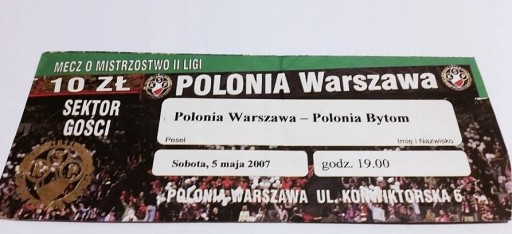 MECZ O MISTRZOSTWO II LIGI
10 ZŁ
POLONIA Warszawa
SEKTOR
GOŚCI
Polonia Warszawa – Polonia Bytom
Pesel
Imię i Nazwisko
Sobota, 5 maja 2007
godz. 19.00
POLONIA WARSZAWA UL. KONWIKTORSKA 6